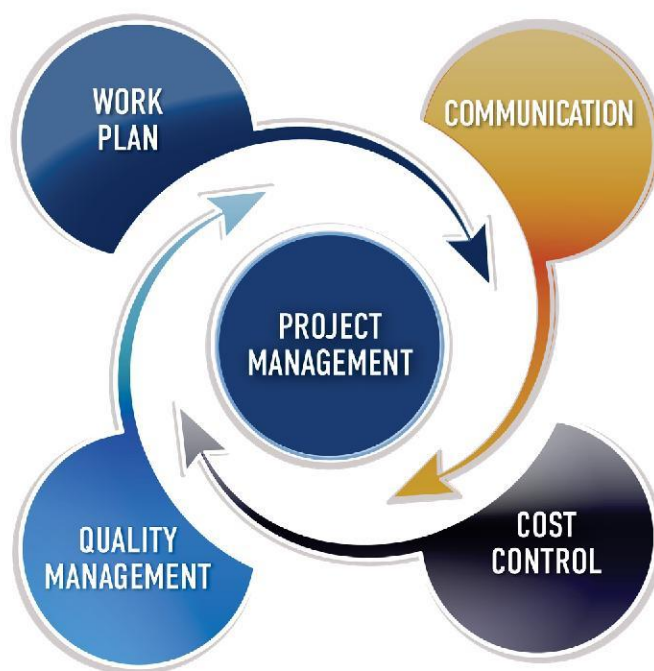 WORK
PLAN
COMMUNICATION
PROJECT
MANAGEMENT
QUALITY
MANAGEMENT
COST
CONTROL